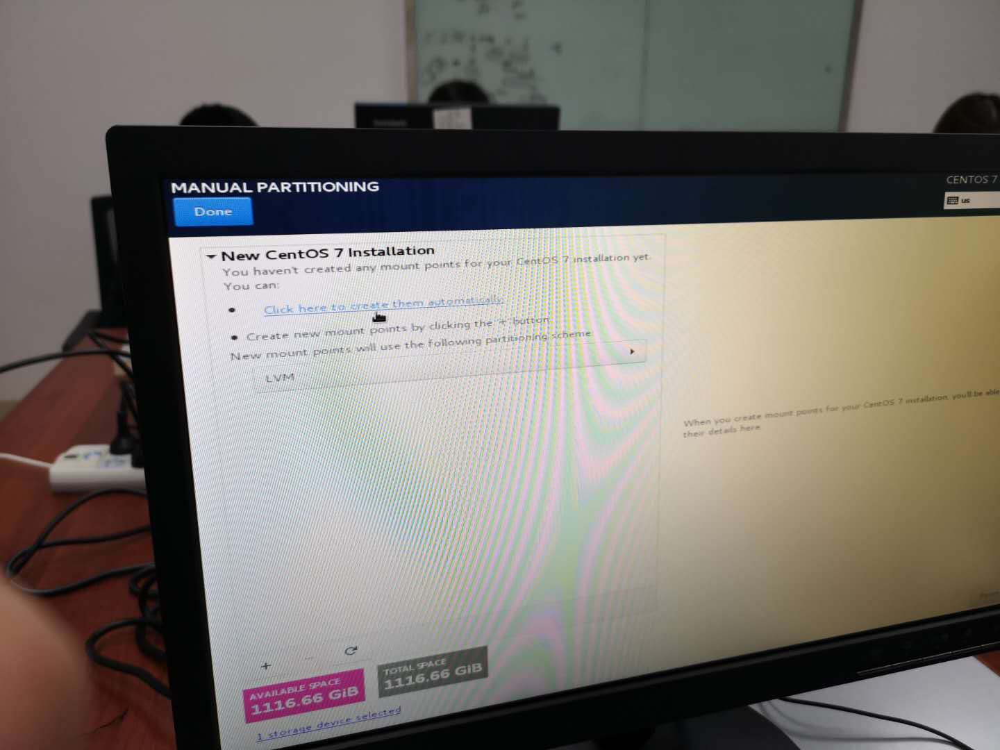 MANUAL PARTITIONING
CENTOS 7
Done
us
New CentOS 7 Installation
You haven't created any mount points for your CentOS 7 installation yet.
You can:
Click here to create them automatically.
Create new mount points by clicking the '+' button.
New mount points will use the following partitioning scheme:
LVM
When you create mount points for your CentOS 7 installation, you'll be able
their details here.
+
-
AVAILABLE SPACE
1116.66 GiB
TOTAL SPACE
1116.66 GiB
1 storage device selected